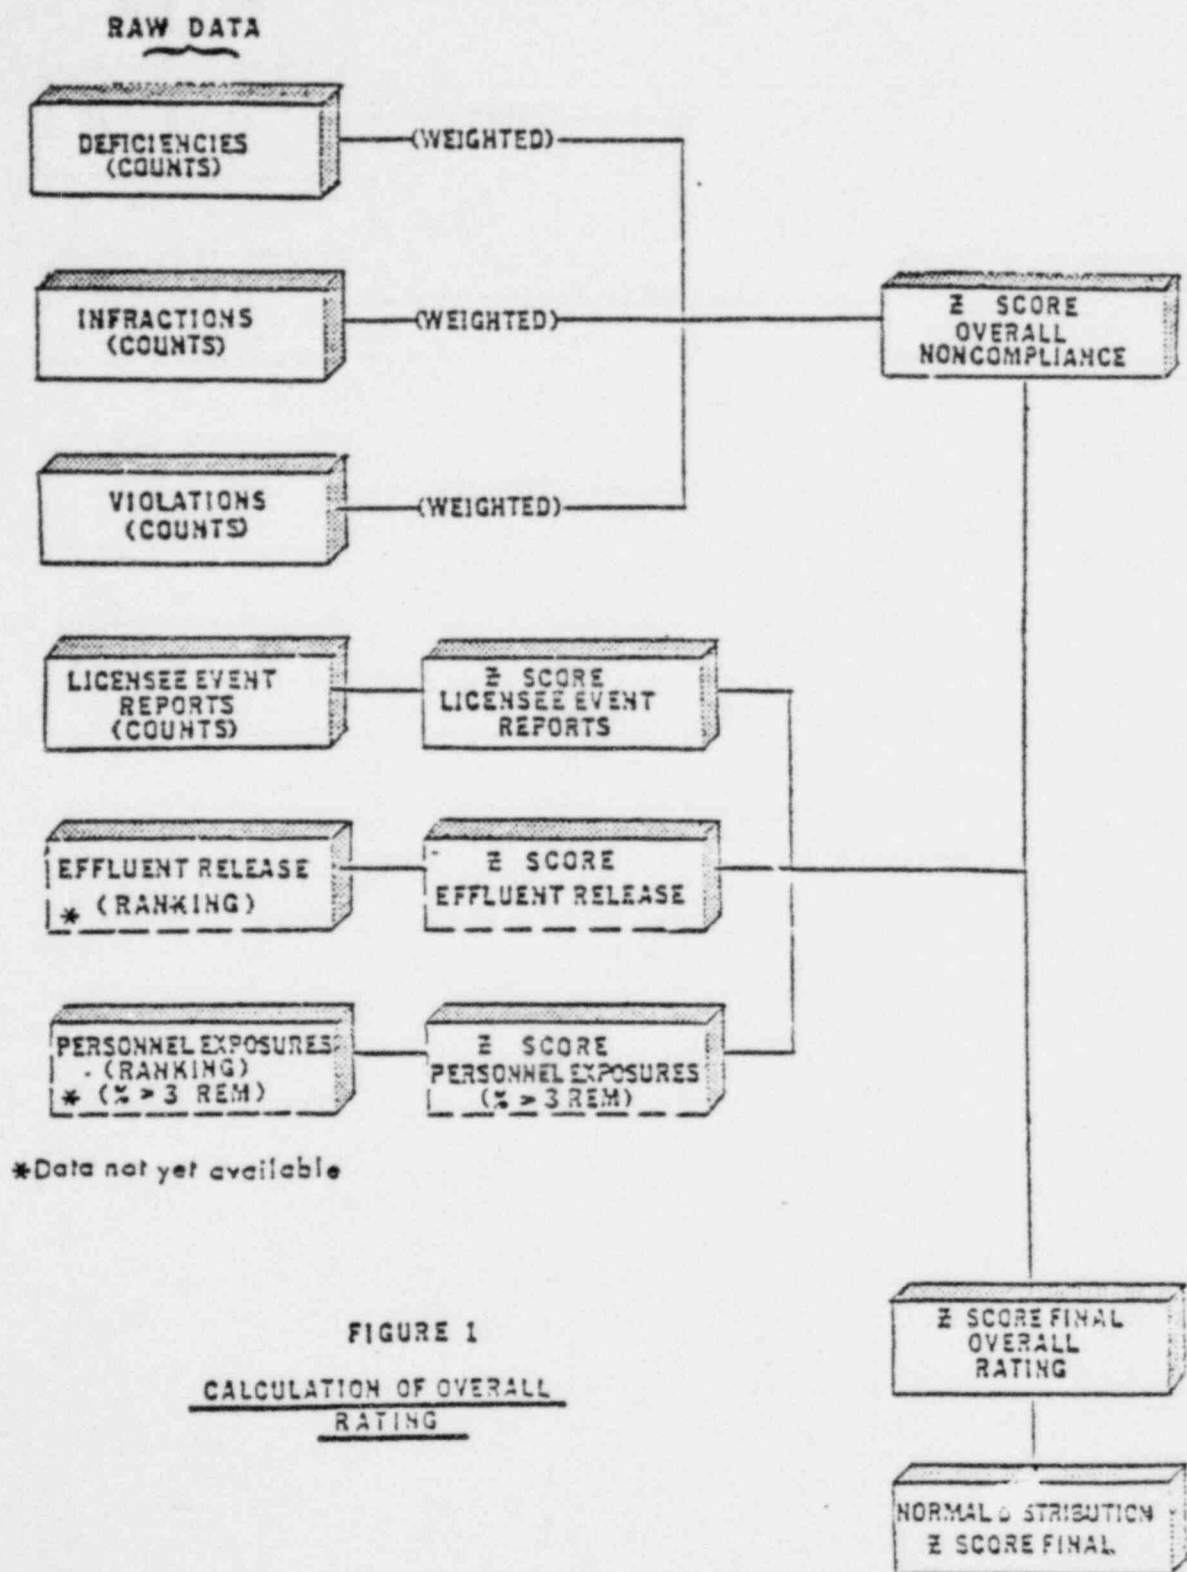 RAW DATA
DEFICIENCIES
(COUNTS)
(WEIGHTED)
INFRACTIONS
(COUNTS)
(WEIGHTED)
Z SCORE
OVERALL
NONCOMPLIANCE
VIOLATIONS
(COUNTS)
(WEIGHTED)
LICENSEE EVENT
REPORTS
(COUNTS)
Z SCORE
LICENSEE EVENT
REPORTS
EFFLUENT RELEASE
* (RANKING)
Z SCORE
EFFLUENT RELEASE
PERSONNEL EXPOSURES
(RANKING)
* (% > 3 REM)
Z SCORE
PERSONNEL EXPOSURES
(% > 3 REM)
*Data not yet available
Z SCORE FINAL
OVERALL
RATING
FIGURE 1
CALCULATION OF OVERALL
RATING
NORMAL D STRIBUTION
Z SCORE FINAL